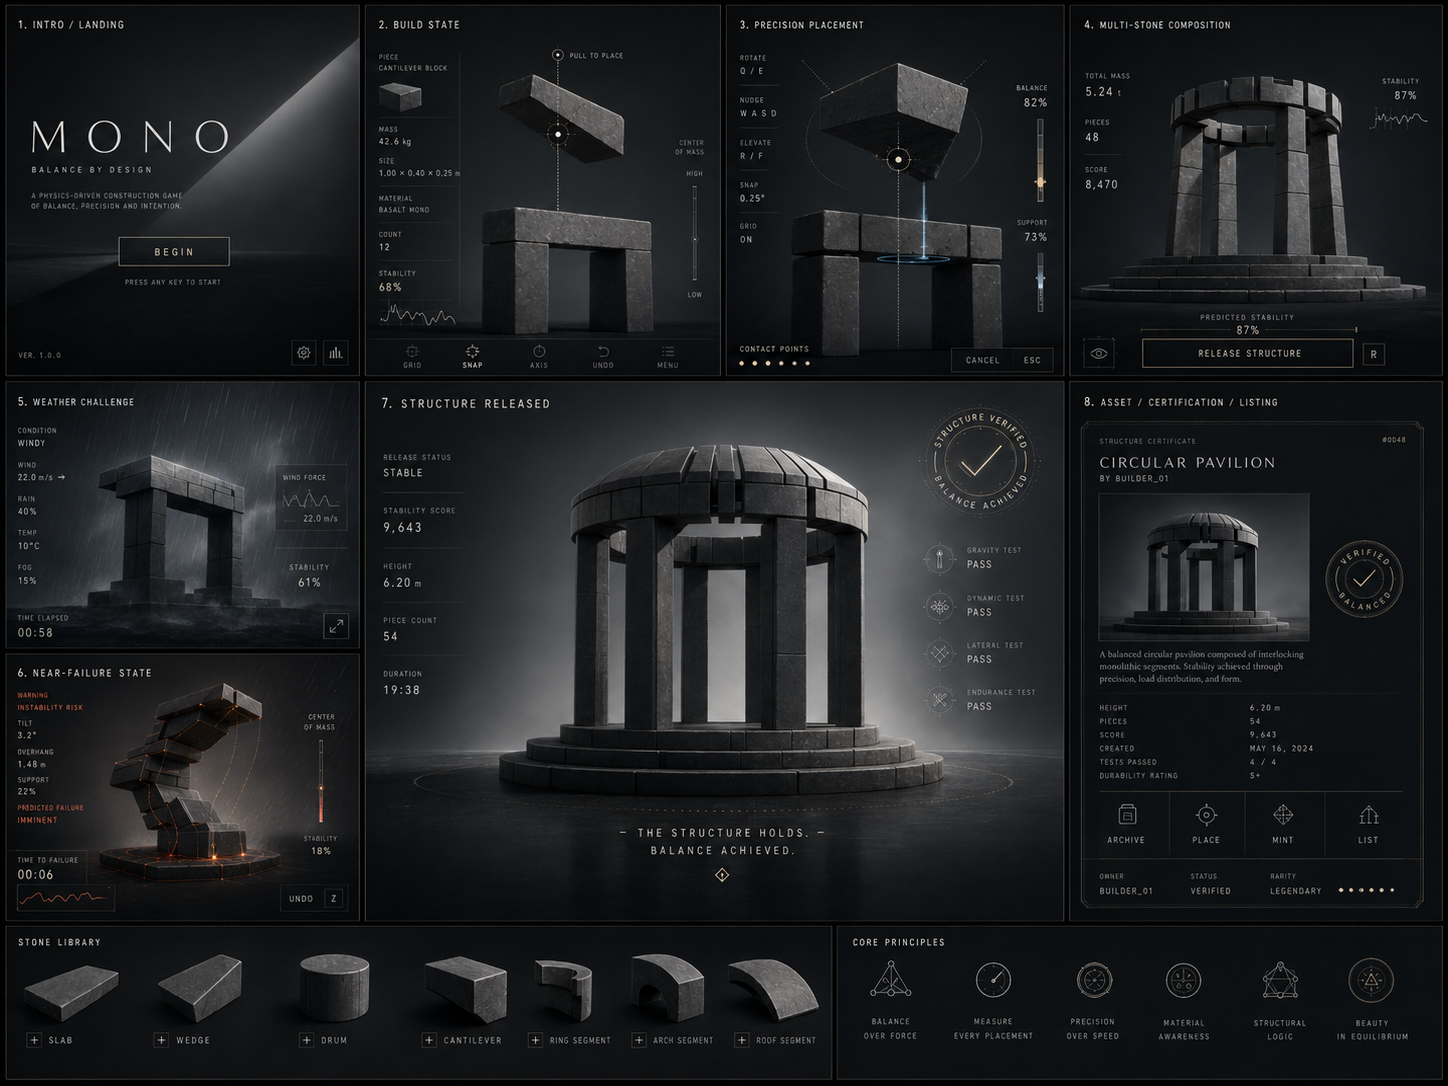 1. INTRO / LANDING
MONO
BALANCE BY DESIGN
A PHYSICS-DRIVEN CONSTRUCTION GAME
OF BALANCE, PRECISION AND INTENTION.
BEGIN
PRESS ANY KEY TO START
VER. 1.0.0
2. BUILD STATE
PIECE
CANTILEVER BLOCK
PULL TO PLACE
MASS
42.6 kg
SIZE
1.00 × 0.40 × 0.25 m
MATERIAL
BASALT MONO
COUNT
12
STABILITY
68%
CENTER
OF MASS
HIGH
LOW
GRID
SNAP
AXIS
UNDO
MENU
3. PRECISION PLACEMENT
ROTATE
Q / E
NUDGE
W A S D
ELEVATE
R / F
SNAP
0.25°
GRID
ON
BALANCE
82%
SUPPORT
73%
CONTACT POINTS
CANCEL ESC
4. MULTI-STONE COMPOSITION
TOTAL MASS
5.24 t
PIECES
48
SCORE
8,470
STABILITY
87%
PREDICTED STABILITY
87%
RELEASE STRUCTURE
R
5. WEATHER CHALLENGE
CONDITION
WINDY
WIND
22.0 m/s →
RAIN
40%
TEMP
10°C
FOG
15%
TIME ELAPSED
00:58
WIND FORCE
22.0 m/s
STABILITY
61%
6. NEAR-FAILURE STATE
WARNING
INSTABILITY RISK
TILT
3.2°
OVERHANG
1.48 m
SUPPORT
22%
PREDICTED FAILURE
IMMINENT
TIME TO FAILURE
00:06
CENTER
OF MASS
STABILITY
18%
UNDO Z
7. STRUCTURE RELEASED
RELEASE STATUS
STABLE
STABILITY SCORE
9,643
HEIGHT
6.20 m
PIECE COUNT
54
DURATION
19:38
STRUCTURE VERIFIED
BALANCE ACHIEVED
GRAVITY TEST
PASS
DYNAMIC TEST
PASS
LATERAL TEST
PASS
ENDURANCE TEST
PASS
— THE STRUCTURE HOLDS. —
BALANCE ACHIEVED.
8. ASSET / CERTIFICATION / LISTING
STRUCTURE CERTIFICATE
#0048
CIRCULAR PAVILION
BY BUILDER_01
VERIFIED
BALANCED
A balanced circular pavilion composed of interlocking
monolithic segments. Stability achieved through
precision, load distribution, and form.
HEIGHT 6.20 m
PIECES 54
SCORE 9,643
CREATED MAY 16, 2024
TESTS PASSED 4 / 4
DURABILITY RATING 5+
ARCHIVE
PLACE
MINT
LIST
OWNER
BUILDER_01
STATUS
VERIFIED
RARITY
LEGENDARY
STONE LIBRARY
+ SLAB
+ WEDGE
+ DRUM
+ CANTILEVER
+ RING SEGMENT
+ ARCH SEGMENT
+ ROOF SEGMENT
CORE PRINCIPLES
BALANCE
OVER FORCE
MEASURE
EVERY PLACEMENT
PRECISION
OVER SPEED
MATERIAL
AWARENESS
STRUCTURAL
LOGIC
BEAUTY
IN EQUILIBRIUM